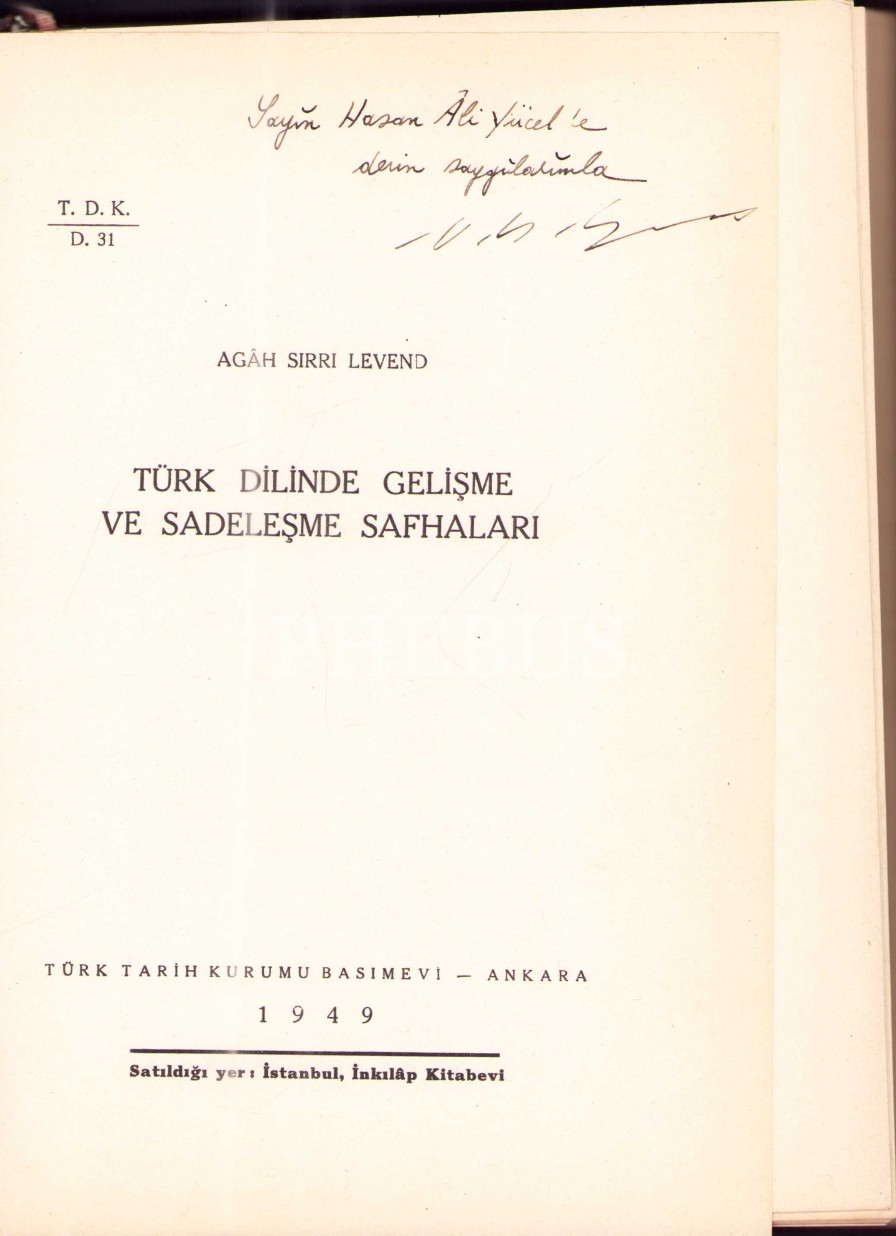 Sayın Hasan Âli Yücel'e
derin saygılarımla
T. D. K.
D. 31
AGÂH SIRRI LEVEND
TÜRK DİLİNDE GELİŞME
VE SADELEŞME SAFHALARI
PHEBUS
TÜRK TARİH KURUMU BASIMEVİ — ANKARA
1949
Satıldığı yer: İstanbul, İnkılâp Kitabevi